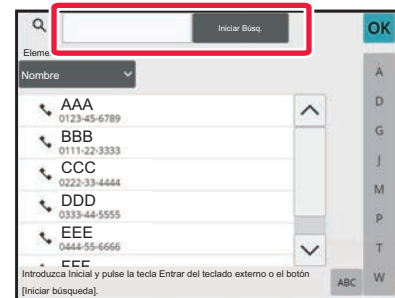 Iniciar Búsq.
OK
Eleme
Nombre
A
D
G
J
M
P
T
W
AAA
0123-45-6789
BBB
0111-22-3333
CCC
0222-33-4444
DDD
0333-44-5555
EEE
0444-55-6666
FFF
Introduzca Inicial y pulse la tecla Entrar del teclado externo o el botón
[Iniciar búsqueda].
ABC